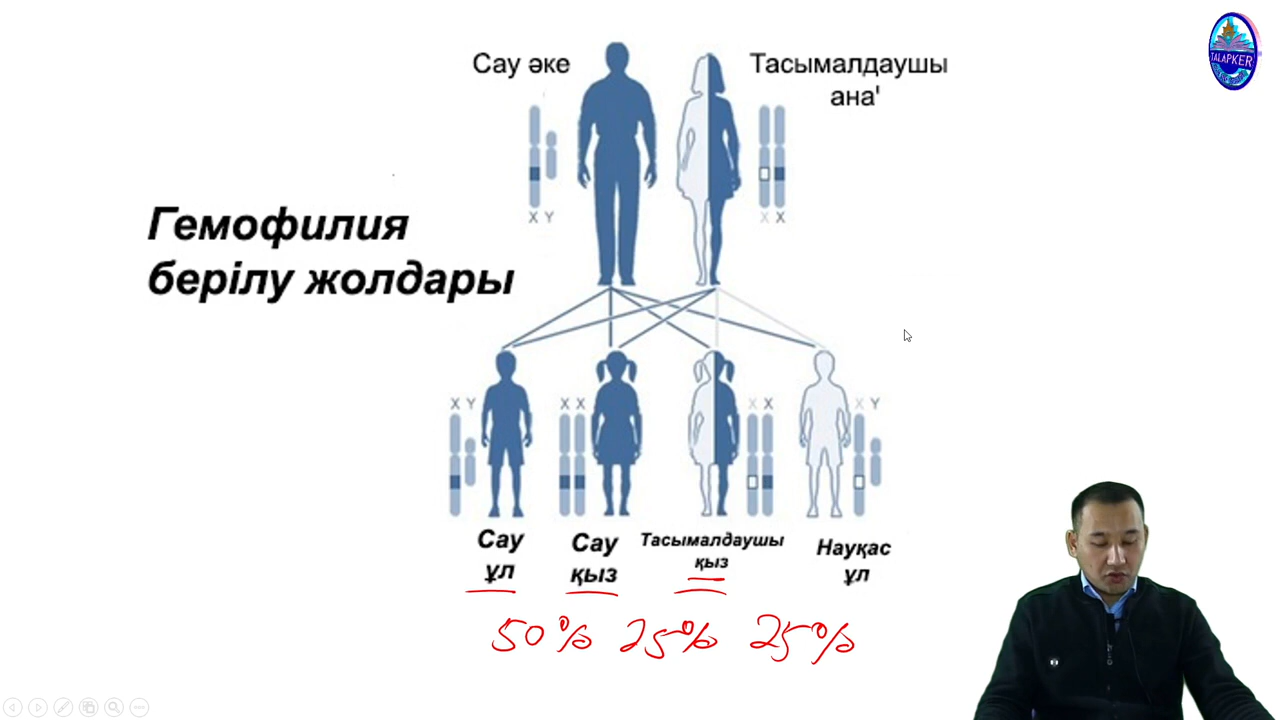 Сау әке
Тасымалдаушы
ана'
TALAPKER
X Y
X X
Гемофилия
берілу жолдары
X Y
X X
X X
X Y
Сау
ұл
Сау
қыз
Тасымалдаушы
қыз
Науқас
ұл
50% 25% 25%